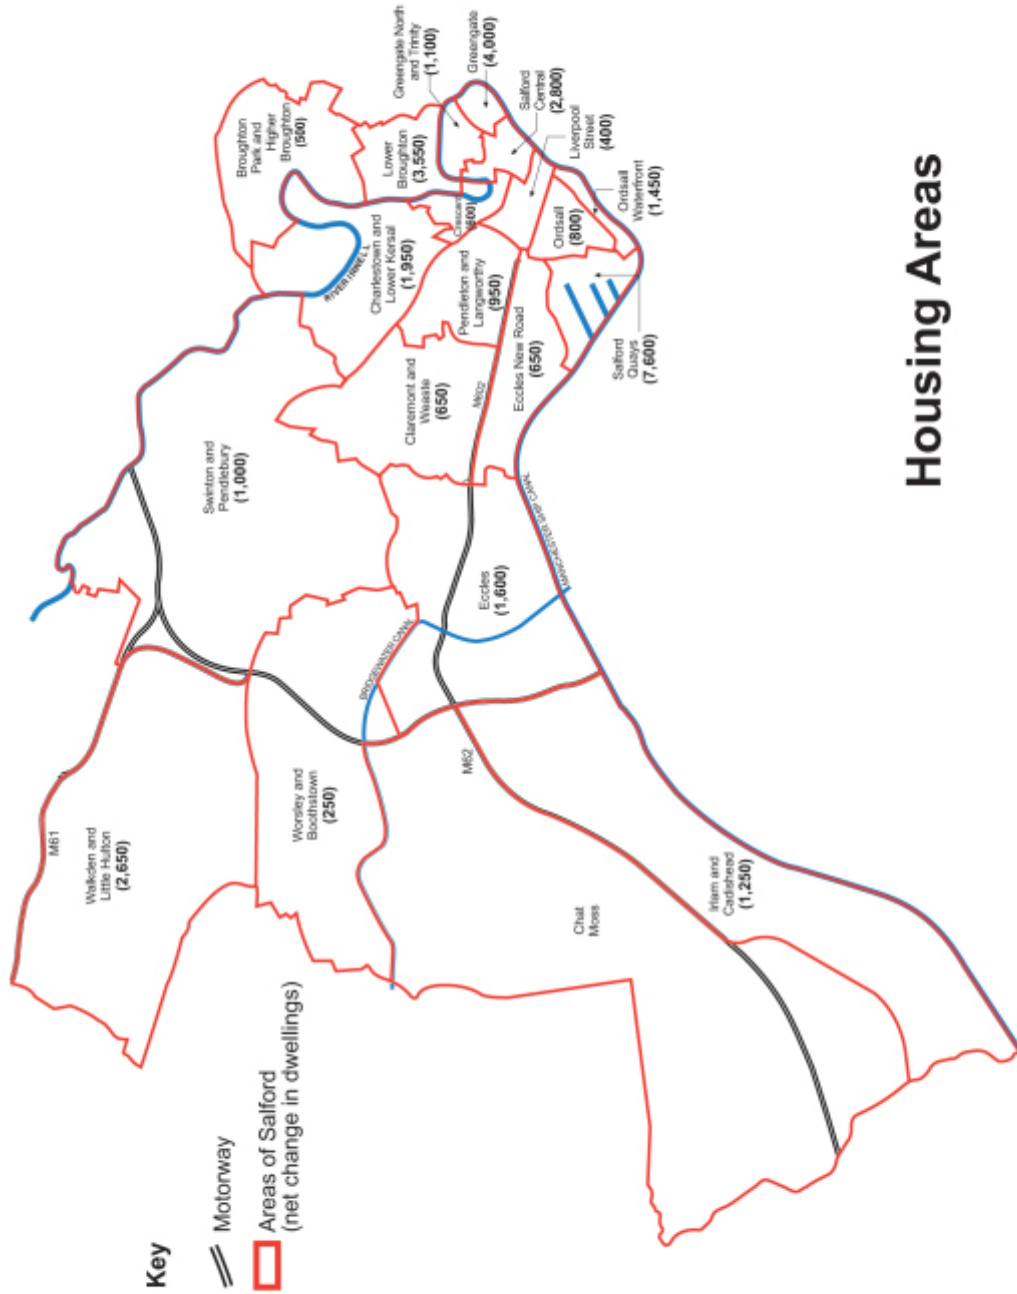 Housing Areas
Key
Motorway
Areas of Salford
(net change in dwellings)
M61
Walkden and
Little Hulton
(2,650)
Swinton and
Pendlebury
(1,000)
Worsley and
Boothstown
(250)
BRIDGEWATER CANAL
M62
Chat
Moss
Irlam and
Cadishead
(1,250)
Eccles
(1,600)
MANCHESTER SHIP CANAL
M602
Claremont and
Weaste
(650)
Eccles New Road
(650)
Pendleton and
Langworthy
(950)
Charlestown and
Lower Kersal
(1,950)
RIVER IRWELL
Broughton
Park and
Higher
Broughton
(500)
Lower
Broughton
(3,550)
Crescent
(600)
Greengate North
and Trinity
(1,100)
Greengate
(4,000)
Salford
Central
(2,800)
Liverpool
Street
(400)
Ordsall
(800)
Ordsall
Waterfront
(1,450)
Salford
Quays
(7,600)